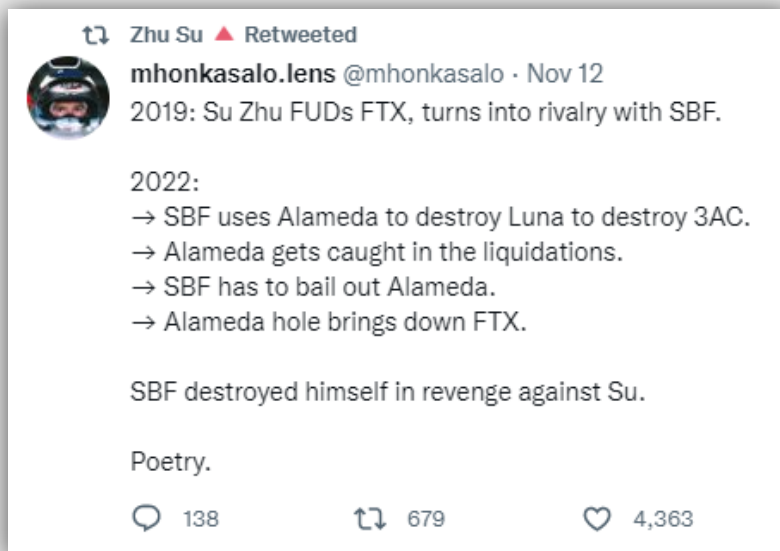 Zhu Su 🔺 Retweeted
mhonkasalo.lens @mhonkasalo · Nov 12
2019: Su Zhu FUDs FTX, turns into rivalry with SBF.
2022:
→ SBF uses Alameda to destroy Luna to destroy 3AC.
→ Alameda gets caught in the liquidations.
→ SBF has to bail out Alameda.
→ Alameda hole brings down FTX.
SBF destroyed himself in revenge against Su.
Poetry.
138 679 4,363